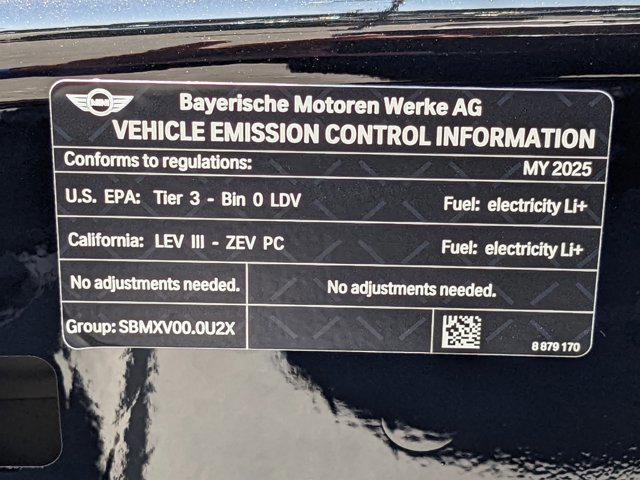 MINI
Bayerische Motoren Werke AG
VEHICLE EMISSION CONTROL INFORMATION
Conforms to regulations: MY 2025
U.S. EPA: Tier 3 - Bin 0 LDV Fuel: electricity Li+
California: LEV III - ZEV PC Fuel: electricity Li+
No adjustments needed. No adjustments needed.
Group: SBMXV00.0U2X 8 879 170